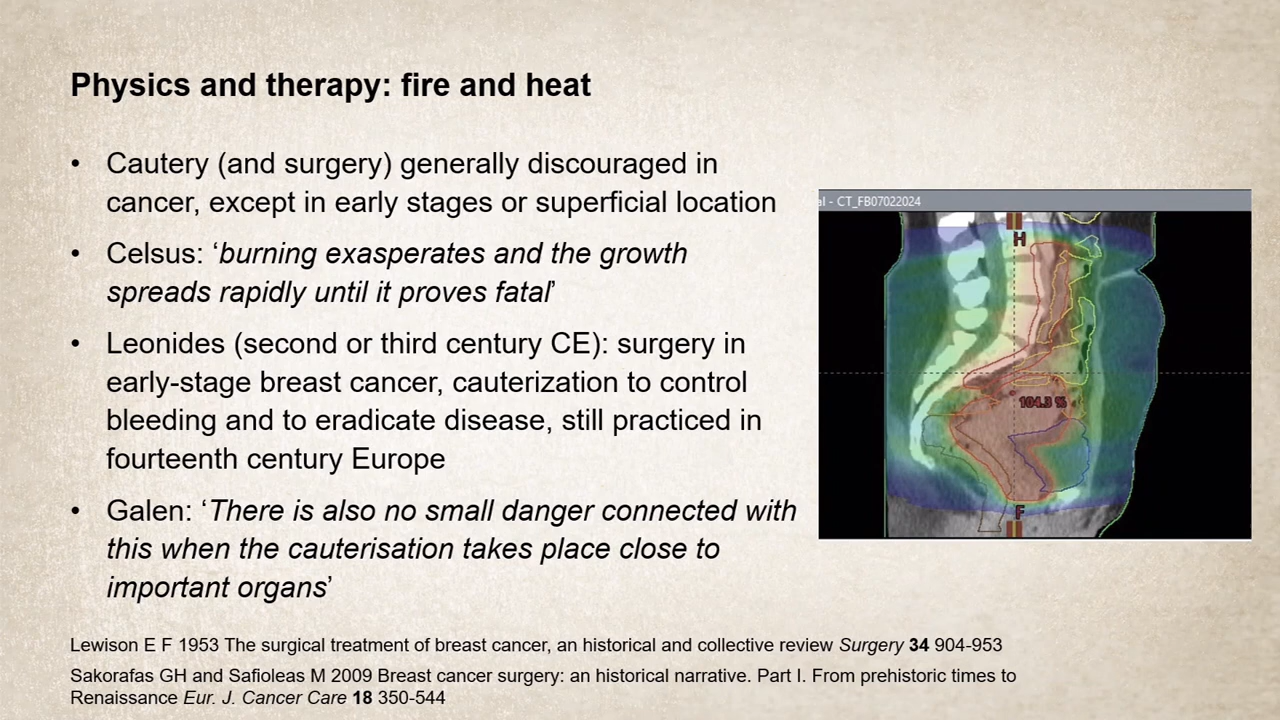 Physics and therapy: fire and heat
• Cautery (and surgery) generally discouraged in
cancer, except in early stages or superficial location
• Celsus: ‘burning exasperates and the growth
spreads rapidly until it proves fatal’
• Leonides (second or third century CE): surgery in
early-stage breast cancer, cauterization to control
bleeding and to eradicate disease, still practiced in
fourteenth century Europe
• Galen: ‘There is also no small danger connected with
this when the cauterisation takes place close to
important organs’
al - CT_FB07022024
H
104.3 %
F
Lewison E F 1953 The surgical treatment of breast cancer, an historical and collective review Surgery 34 904-953
Sakorafas GH and Safioleas M 2009 Breast cancer surgery: an historical narrative. Part I. From prehistoric times to
Renaissance Eur. J. Cancer Care 18 350-544